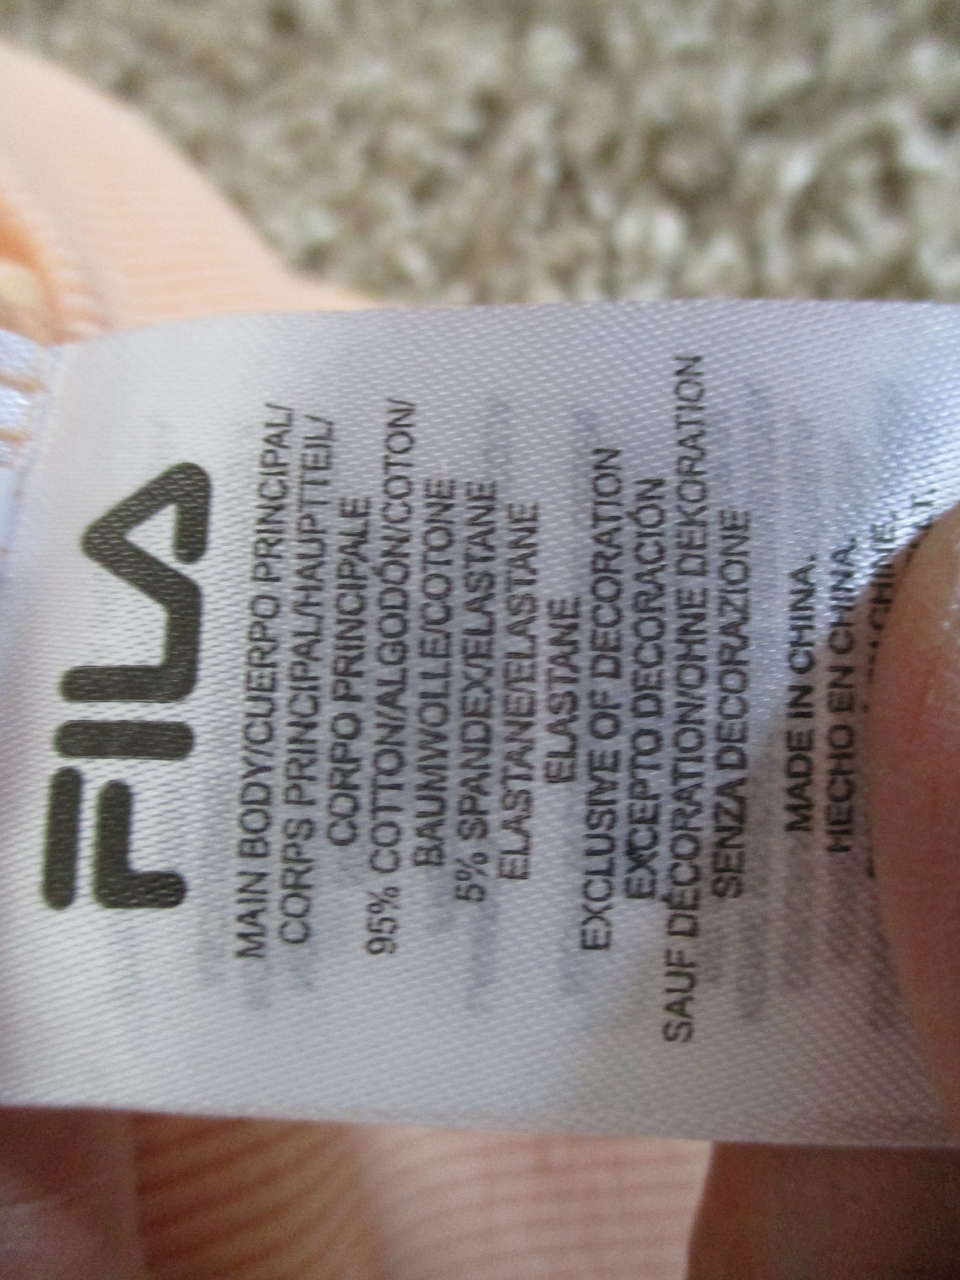 FILA
MAIN BODY/CUERPO PRINCIPAL/
CORPS PRINCIPAL/HAUPTTEIL/
CORPO PRINCIPALE
95% COTTON/ALGODÓN/COTON/
BAUMWOLLE/COTONE
5% SPANDEX/ELASTANE
ELASTANE/ELASTANE
ELASTANE
EXCLUSIVE OF DECORATION
EXCEPTO DECORACIÓN
SAUF DÉCORATION/OHNE DEKORATION
SENZA DECORAZIONE
MADE IN CHINA.
HECHO EN CHINA.